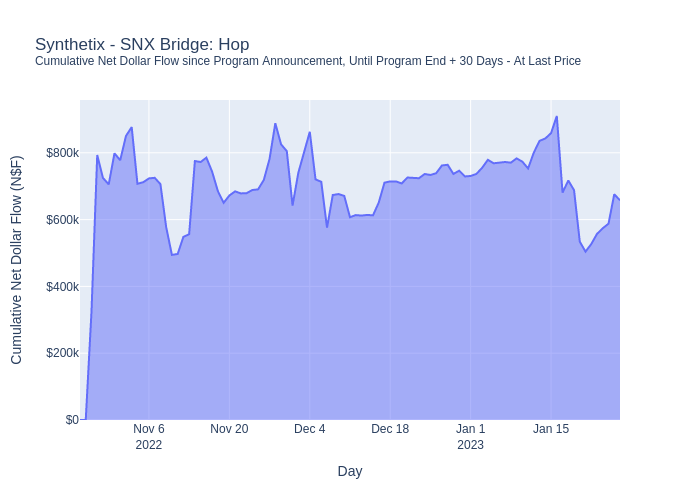 Synthetix - SNX Bridge: Hop
Cumulative Net Dollar Flow since Program Announcement, Until Program End + 30 Days - At Last Price
Cumulative Net Dollar Flow (N$F)
$800k
$600k
$400k
$200k
$0
Nov 6
2022
Nov 20
Dec 4
Dec 18
Jan 1
2023
Jan 15
Day